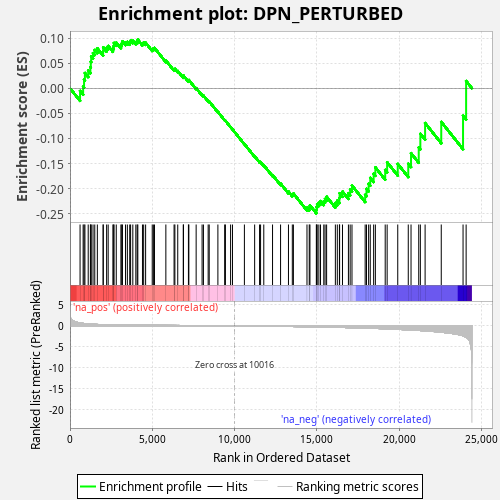 Enrichment plot: DPN_PERTURBED
Enrichment score (ES)
0.10
0.05
0.00
-0.05
-0.10
-0.15
-0.20
-0.25
'na_pos' (positively correlated)
Ranked list metric (PreRanked)
5
0
-5
-10
-15
-20
Zero cross at 10016
'na_neg' (negatively correlated)
0
5,000
10,000
15,000
20,000
25,000
Rank in Ordered Dataset
Enrichment profile
Hits
Ranking metric scores